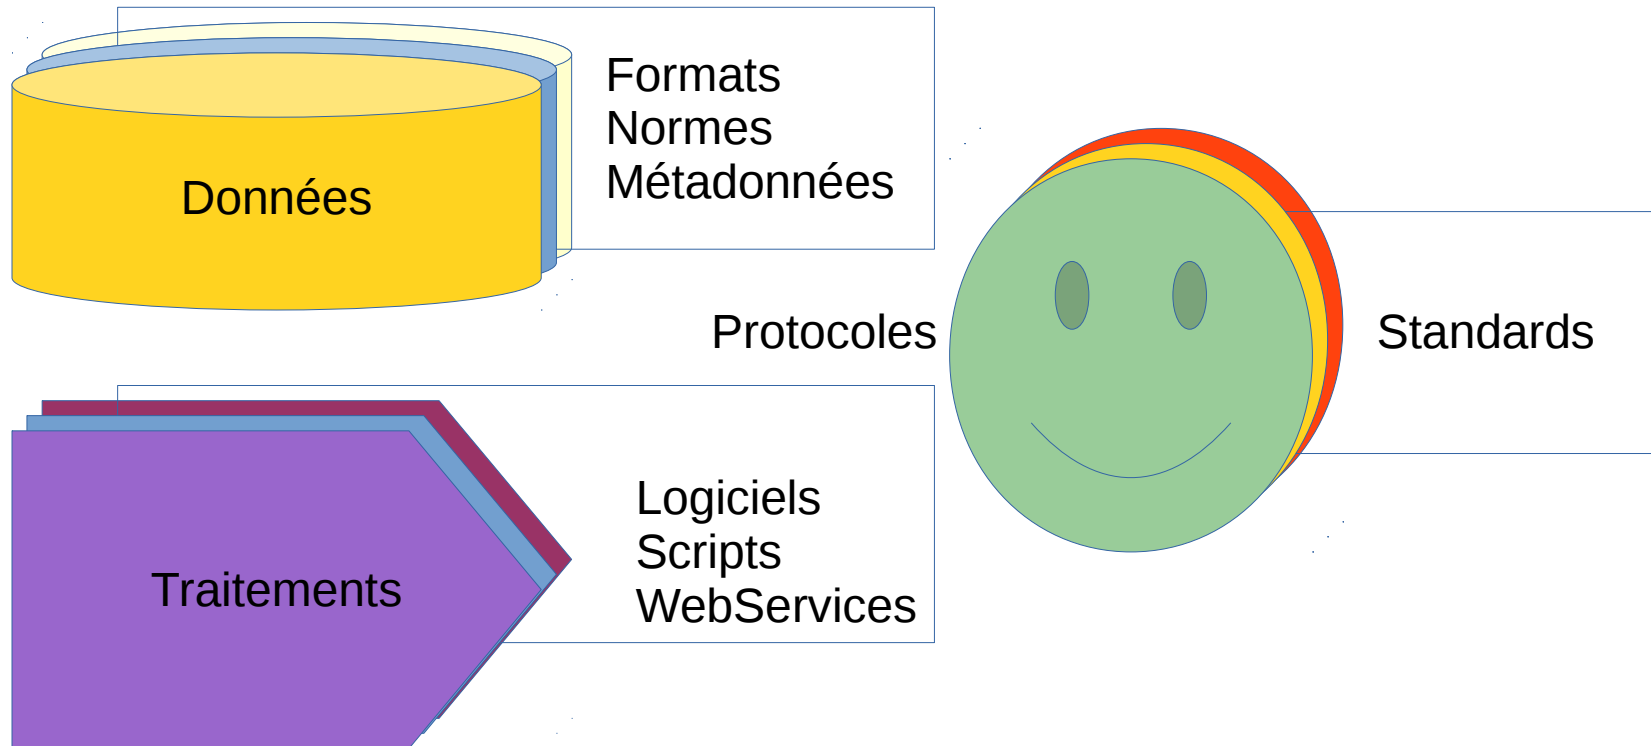 Données
Formats
Normes
Métadonnées
Protocoles
Standards
Traitements
Logiciels
Scripts
WebServices